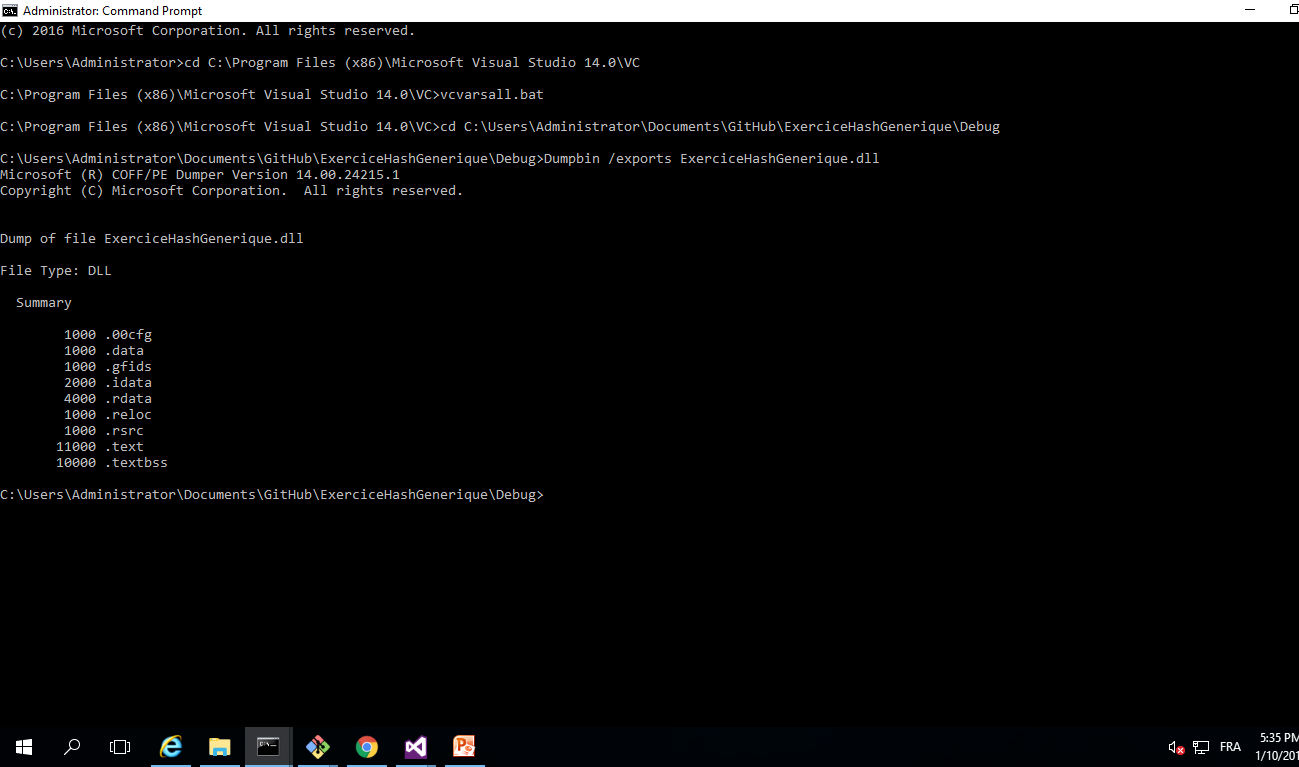 Administrator: Command Prompt
(c) 2016 Microsoft Corporation. All rights reserved.
C:\Users\Administrator>cd C:\Program Files (x86)\Microsoft Visual Studio 14.0\VC
C:\Program Files (x86)\Microsoft Visual Studio 14.0\VC>vcvarsall.bat
C:\Program Files (x86)\Microsoft Visual Studio 14.0\VC>cd C:\Users\Administrator\Documents\GitHub\ExerciceHashGenerique\Debug
C:\Users\Administrator\Documents\GitHub\ExerciceHashGenerique\Debug>Dumpbin /exports ExerciceHashGenerique.dll
Microsoft (R) COFF/PE Dumper Version 14.00.24215.1
Copyright (C) Microsoft Corporation.  All rights reserved.
Dump of file ExerciceHashGenerique.dll
File Type: DLL
Summary
1000 .00cfg
1000 .data
1000 .gfids
2000 .idata
4000 .rdata
1000 .reloc
1000 .rsrc
11000 .text
10000 .textbss
C:\Users\Administrator\Documents\GitHub\ExerciceHashGenerique\Debug>
FRA
5:35 PM
1/10/201